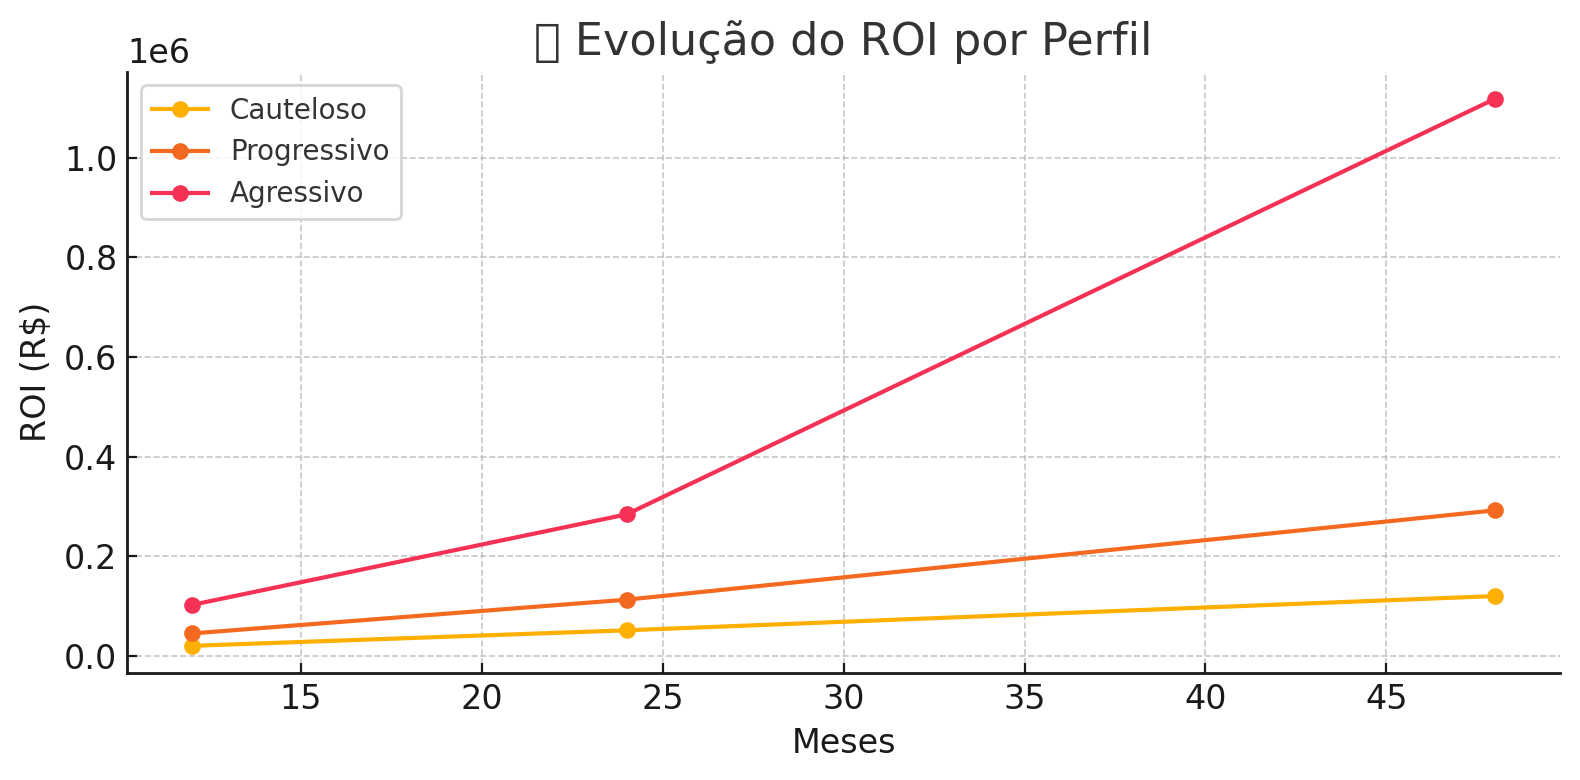 Evolução do ROI por Perfil
1e6
Cauteloso
Progressivo
Agressivo
1.0
0.8
0.6
0.4
0.2
0.0
ROI (R$)
15 20 25 30 35 40 45
Meses